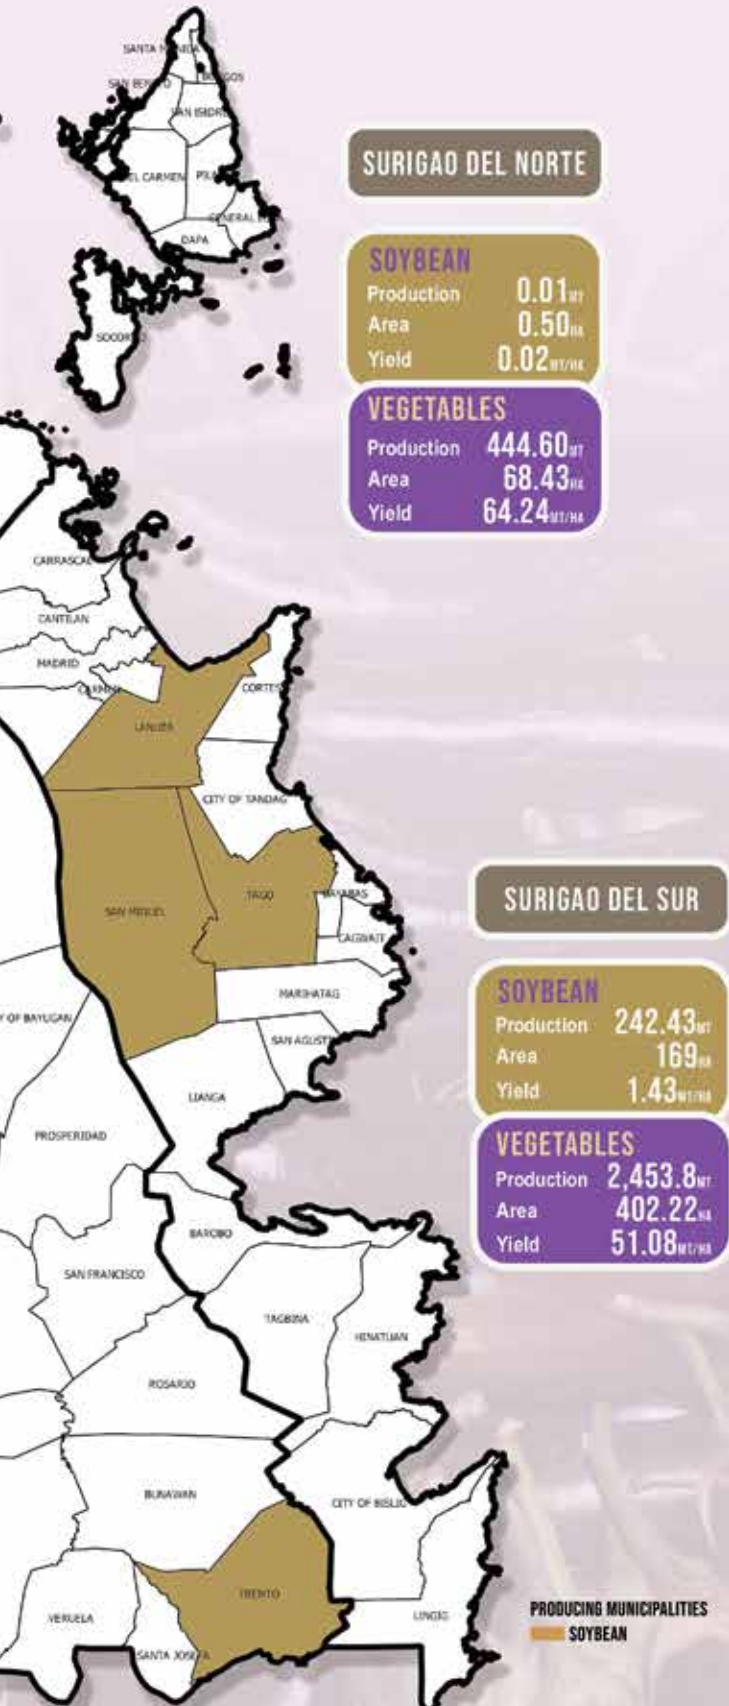 SANTA MONICA
SAN BENITO
BURGOS
SAN ISIDRO
DEL CARMEN
PILAR
GENERAL LUNA
DAPA
SOCORRO
SURIGAO DEL NORTE
SOYBEAN
Production 0.01MT
Area 0.50HA
Yield 0.02MT/HA
VEGETABLES
Production 444.60MT
Area 68.43HA
Yield 64.24MT/HA
CARRASCAL
CANTILAN
MADRID
CARMEN
CORTES
LANUZA
CITY OF TANDAG
TAGO
BAYABAS
SAN MIGUEL
CAGWAIT
MARIHATAG
Y OF BAYUGAN
SAN AGUSTI
LIANGA
PROSPERIDAD
SURIGAO DEL SUR
SOYBEAN
Production 242.43MT
Area 169HA
Yield 1.43MT/HA
VEGETABLES
Production 2,453.8MT
Area 402.22HA
Yield 51.08MT/HA
BAROBO
SAN FRANCISCO
TAGBINA
HINATUAN
ROSARIO
BUNAWAN
CITY OF BISLIG
TRENTO
VERUELA
LINGIG
SANTA JOSEFA
PRODUCING MUNICIPALITIES
SOYBEAN